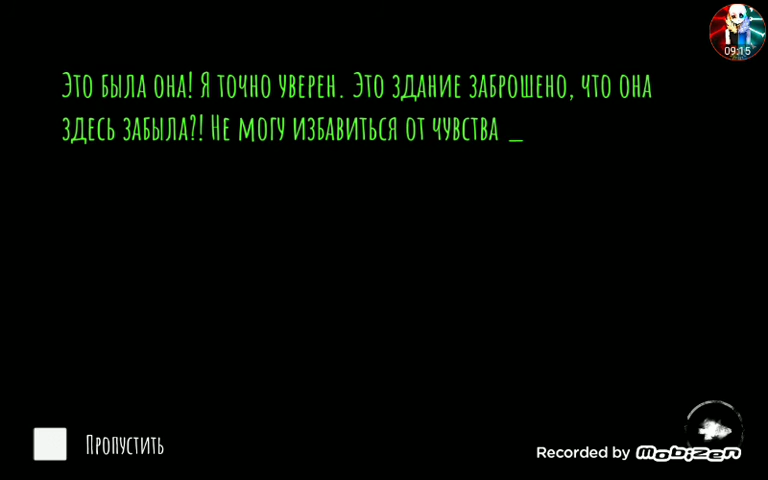 09:15
Это была она! Я точно уверен. Это здание заброшено, что она
здесь забыла?! Не могу избавиться от чувства _
Пропустить
Recorded by Mobizen